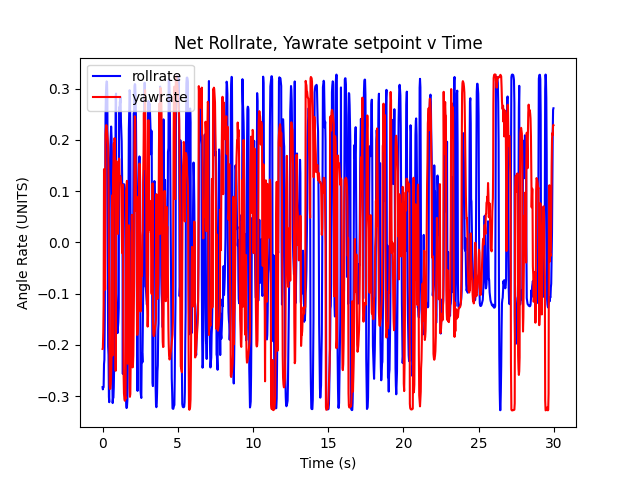 Net Rollrate, Yawrate setpoint v Time
rollrate
yawrate
Angle Rate (UNITS)
0.3
0.2
0.1
0.0
−0.1
−0.2
−0.3
0 5 10 15 20 25 30
Time (s)